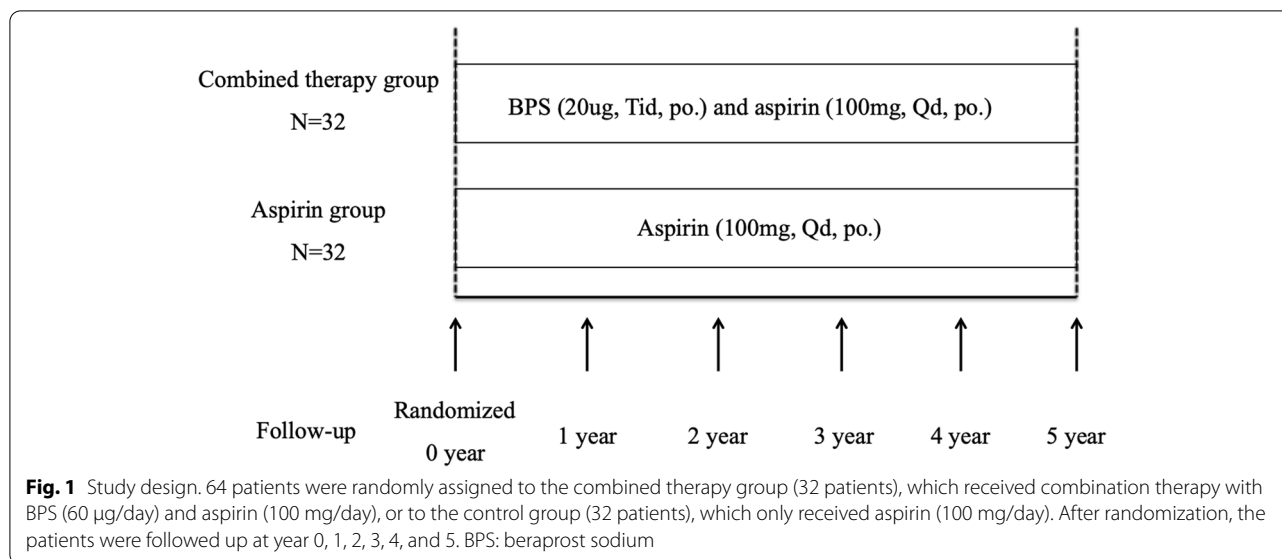 Combined therapy group
N=32
BPS (20ug, Tid, po.) and aspirin (100mg, Qd, po.)
Aspirin group
N=32
Aspirin (100mg, Qd, po.)
Follow-up
Randomized
0 year
1 year
2 year
3 year
4 year
5 year
Fig. 1 Study design. 64 patients were randomly assigned to the combined therapy group (32 patients), which received combination therapy with
BPS (60 µg/day) and aspirin (100 mg/day), or to the control group (32 patients), which only received aspirin (100 mg/day). After randomization, the
patients were followed up at year 0, 1, 2, 3, 4, and 5. BPS: beraprost sodium